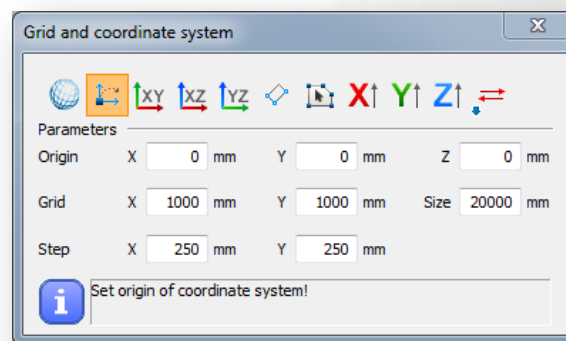 Grid and coordinate system
XY XZ YZ X Y Z
Parameters
Origin X 0 mm Y 0 mm Z 0 mm
Grid X 1000 mm Y 1000 mm Size 20000 mm
Step X 250 mm Y 250 mm
i Set origin of coordinate system!